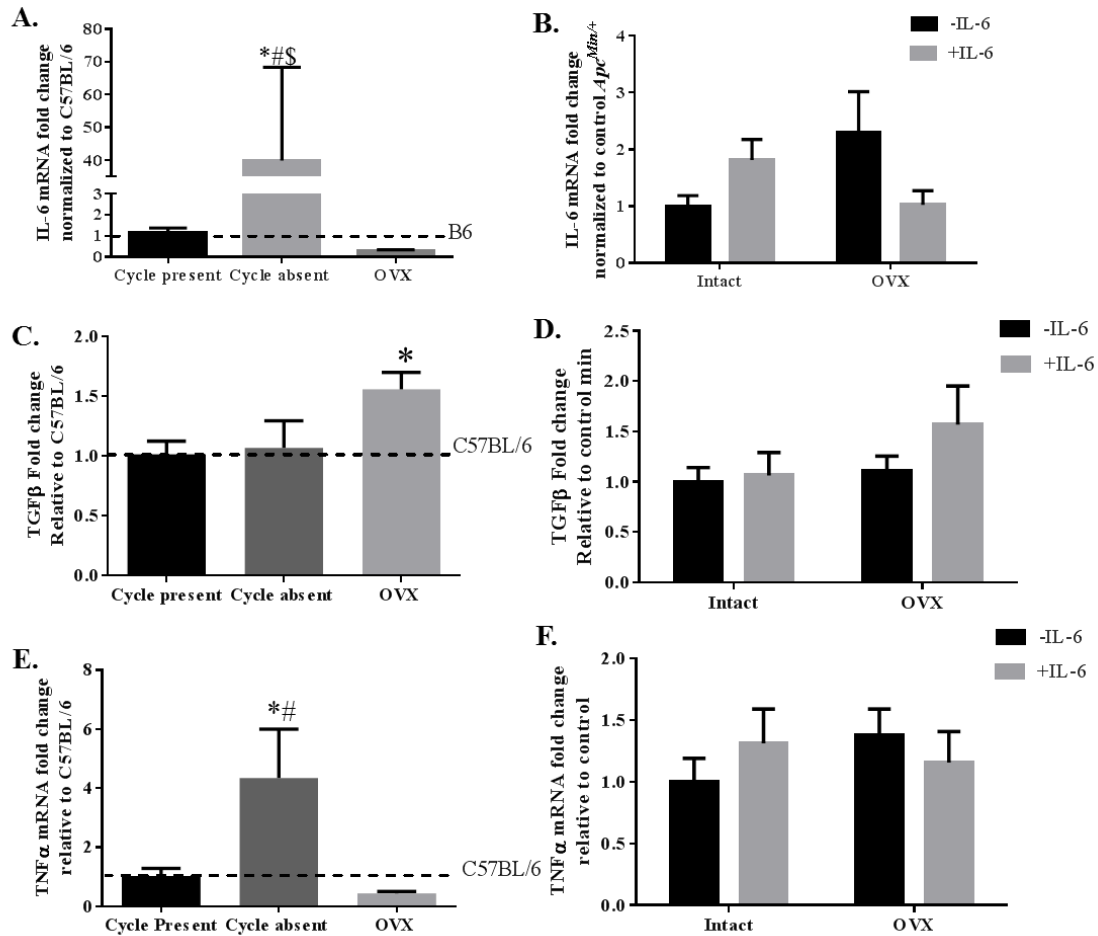 A.
IL-6 mRNA fold change
normalized to C57BL/6
80
70
60
50
40
3
2
1
0
*#$
B6
Cycle present
Cycle absent
OVX
B.
IL-6 mRNA fold change
normalized to control Apc^Min/+
4
3
2
1
0
-IL-6
+IL-6
Intact
OVX
C.
TGFβ Fold change
Relative to C57BL/6
2.0
1.5
1.0
0.5
0.0
*
C57BL/6
Cycle present
Cycle absent
OVX
D.
TGFβ Fold change
Relative to control min
2.5
2.0
1.5
1.0
0.5
0.0
-IL-6
+IL-6
Intact
OVX
E.
TNFα mRNA fold change
relative to C57BL/6
8
6
4
2
0
*#
C57BL/6
Cycle Present
Cycle absent
OVX
F.
TNFα mRNA fold change
relative to control
2.0
1.5
1.0
0.5
0.0
-IL-6
+IL-6
Intact
OVX